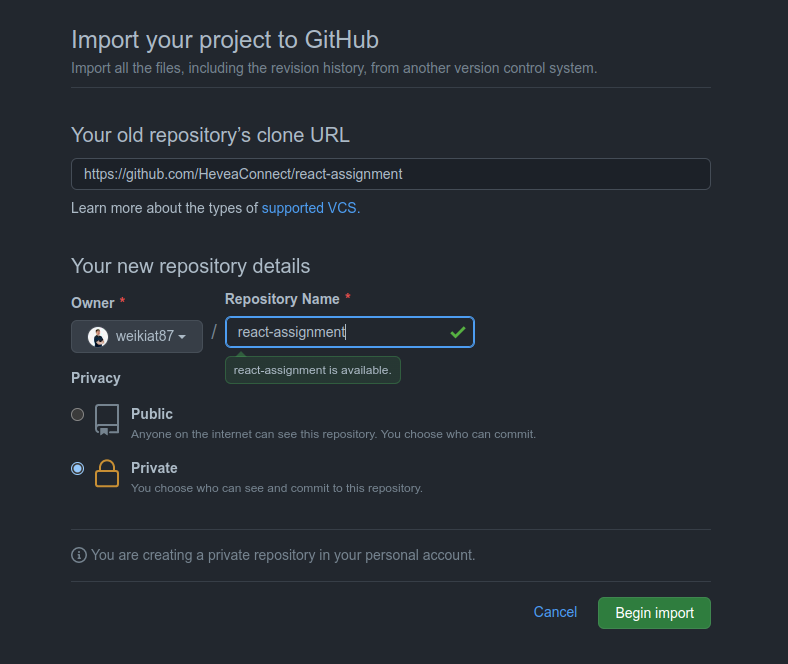 Import your project to GitHub
Import all the files, including the revision history, from another version control system.
Your old repository’s clone URL
https://github.com/HeveaConnect/react-assignment
Learn more about the types of supported VCS.
Your new repository details
Owner *
Repository Name *
weikiat87 / react-assignment
react-assignment is available.
Privacy
Public
Anyone on the internet can see this repository. You choose who can commit.
Private
You choose who can see and commit to this repository.
You are creating a private repository in your personal account.
Cancel Begin import